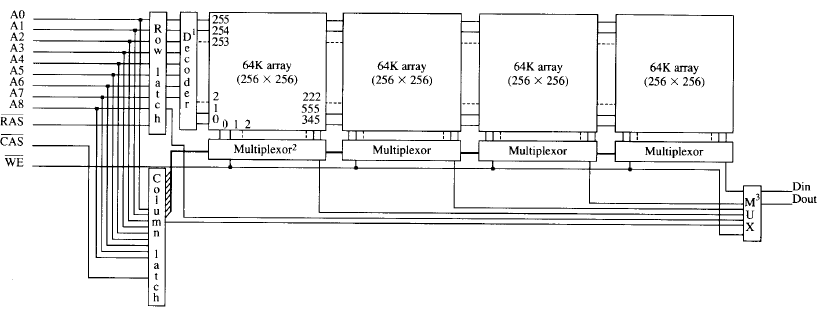 A0
A1
A2
A3
A4
A5
A6
A7
A8
RAS
CAS
WE
Row latch
Decoder1
255
254
253
2
1
0
0 1 2
222
555
345
64K array
(256 × 256)
64K array
(256 × 256)
64K array
(256 × 256)
64K array
(256 × 256)
Multiplexor2
Multiplexor
Multiplexor
Multiplexor
Column latch
MUX3
Din
Dout